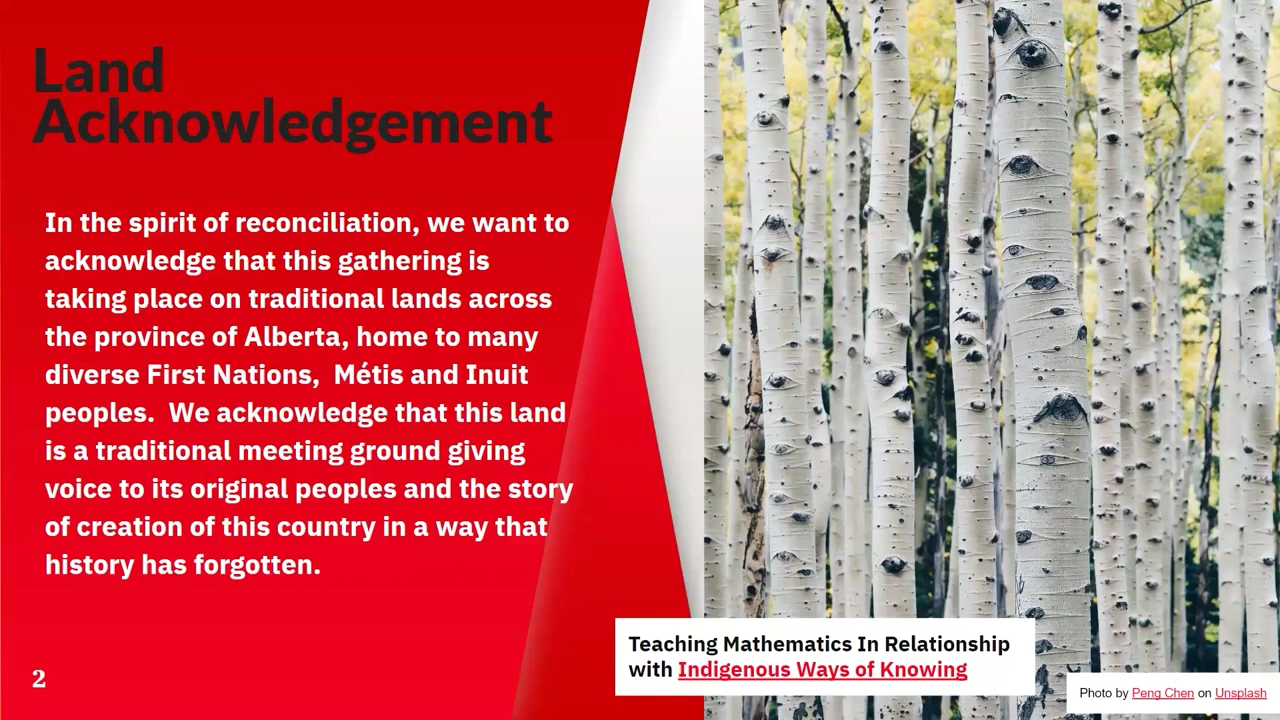 Land
Acknowledgement
In the spirit of reconciliation, we want to
acknowledge that this gathering is
taking place on traditional lands across
the province of Alberta, home to many
diverse First Nations,  Métis and Inuit
peoples.  We acknowledge that this land
is a traditional meeting ground giving
voice to its original peoples and the story
of creation of this country in a way that
history has forgotten.
2
Teaching Mathematics In Relationship
with Indigenous Ways of Knowing
Photo by Peng Chen on Unsplash